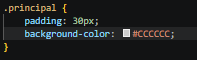 .principal {
    padding: 30px;
    background-color: #CCCCCC;
}